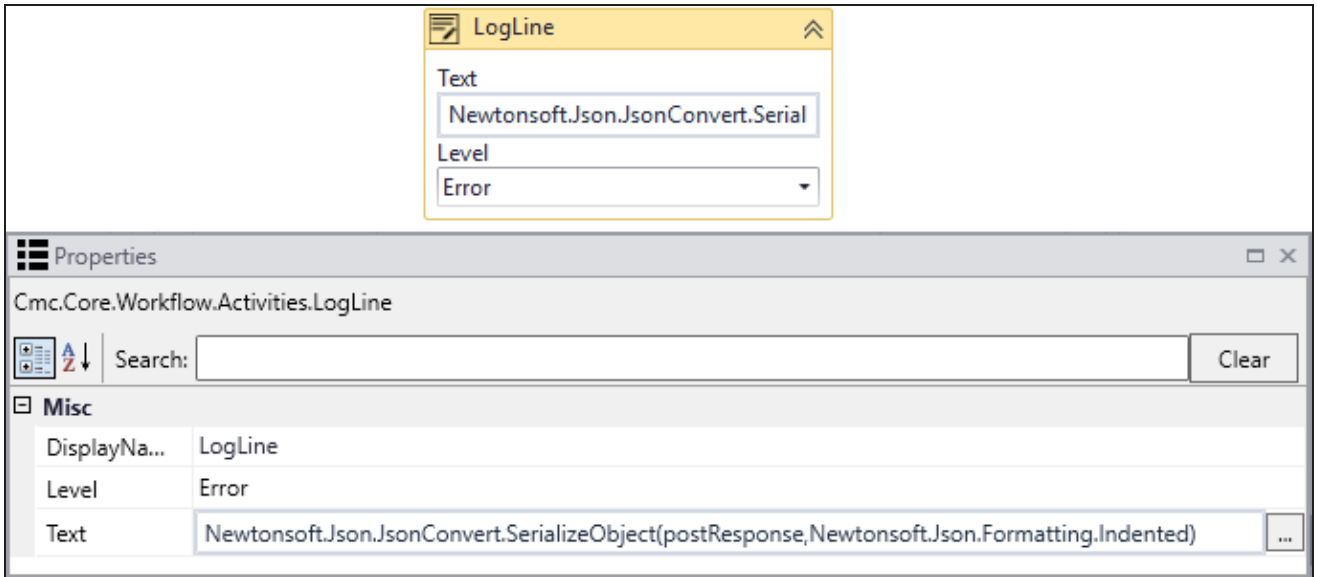 LogLine
Text
Newtonsoft.Json.JsonConvert.Serial
Level
Error
Properties
Cmc.Core.Workflow.Activities.LogLine
A Z Search: Clear
Misc
DisplayNa... LogLine
Level Error
Text Newtonsoft.Json.JsonConvert.SerializeObject(postResponse,Newtonsoft.Json.Formatting.Indented) ...